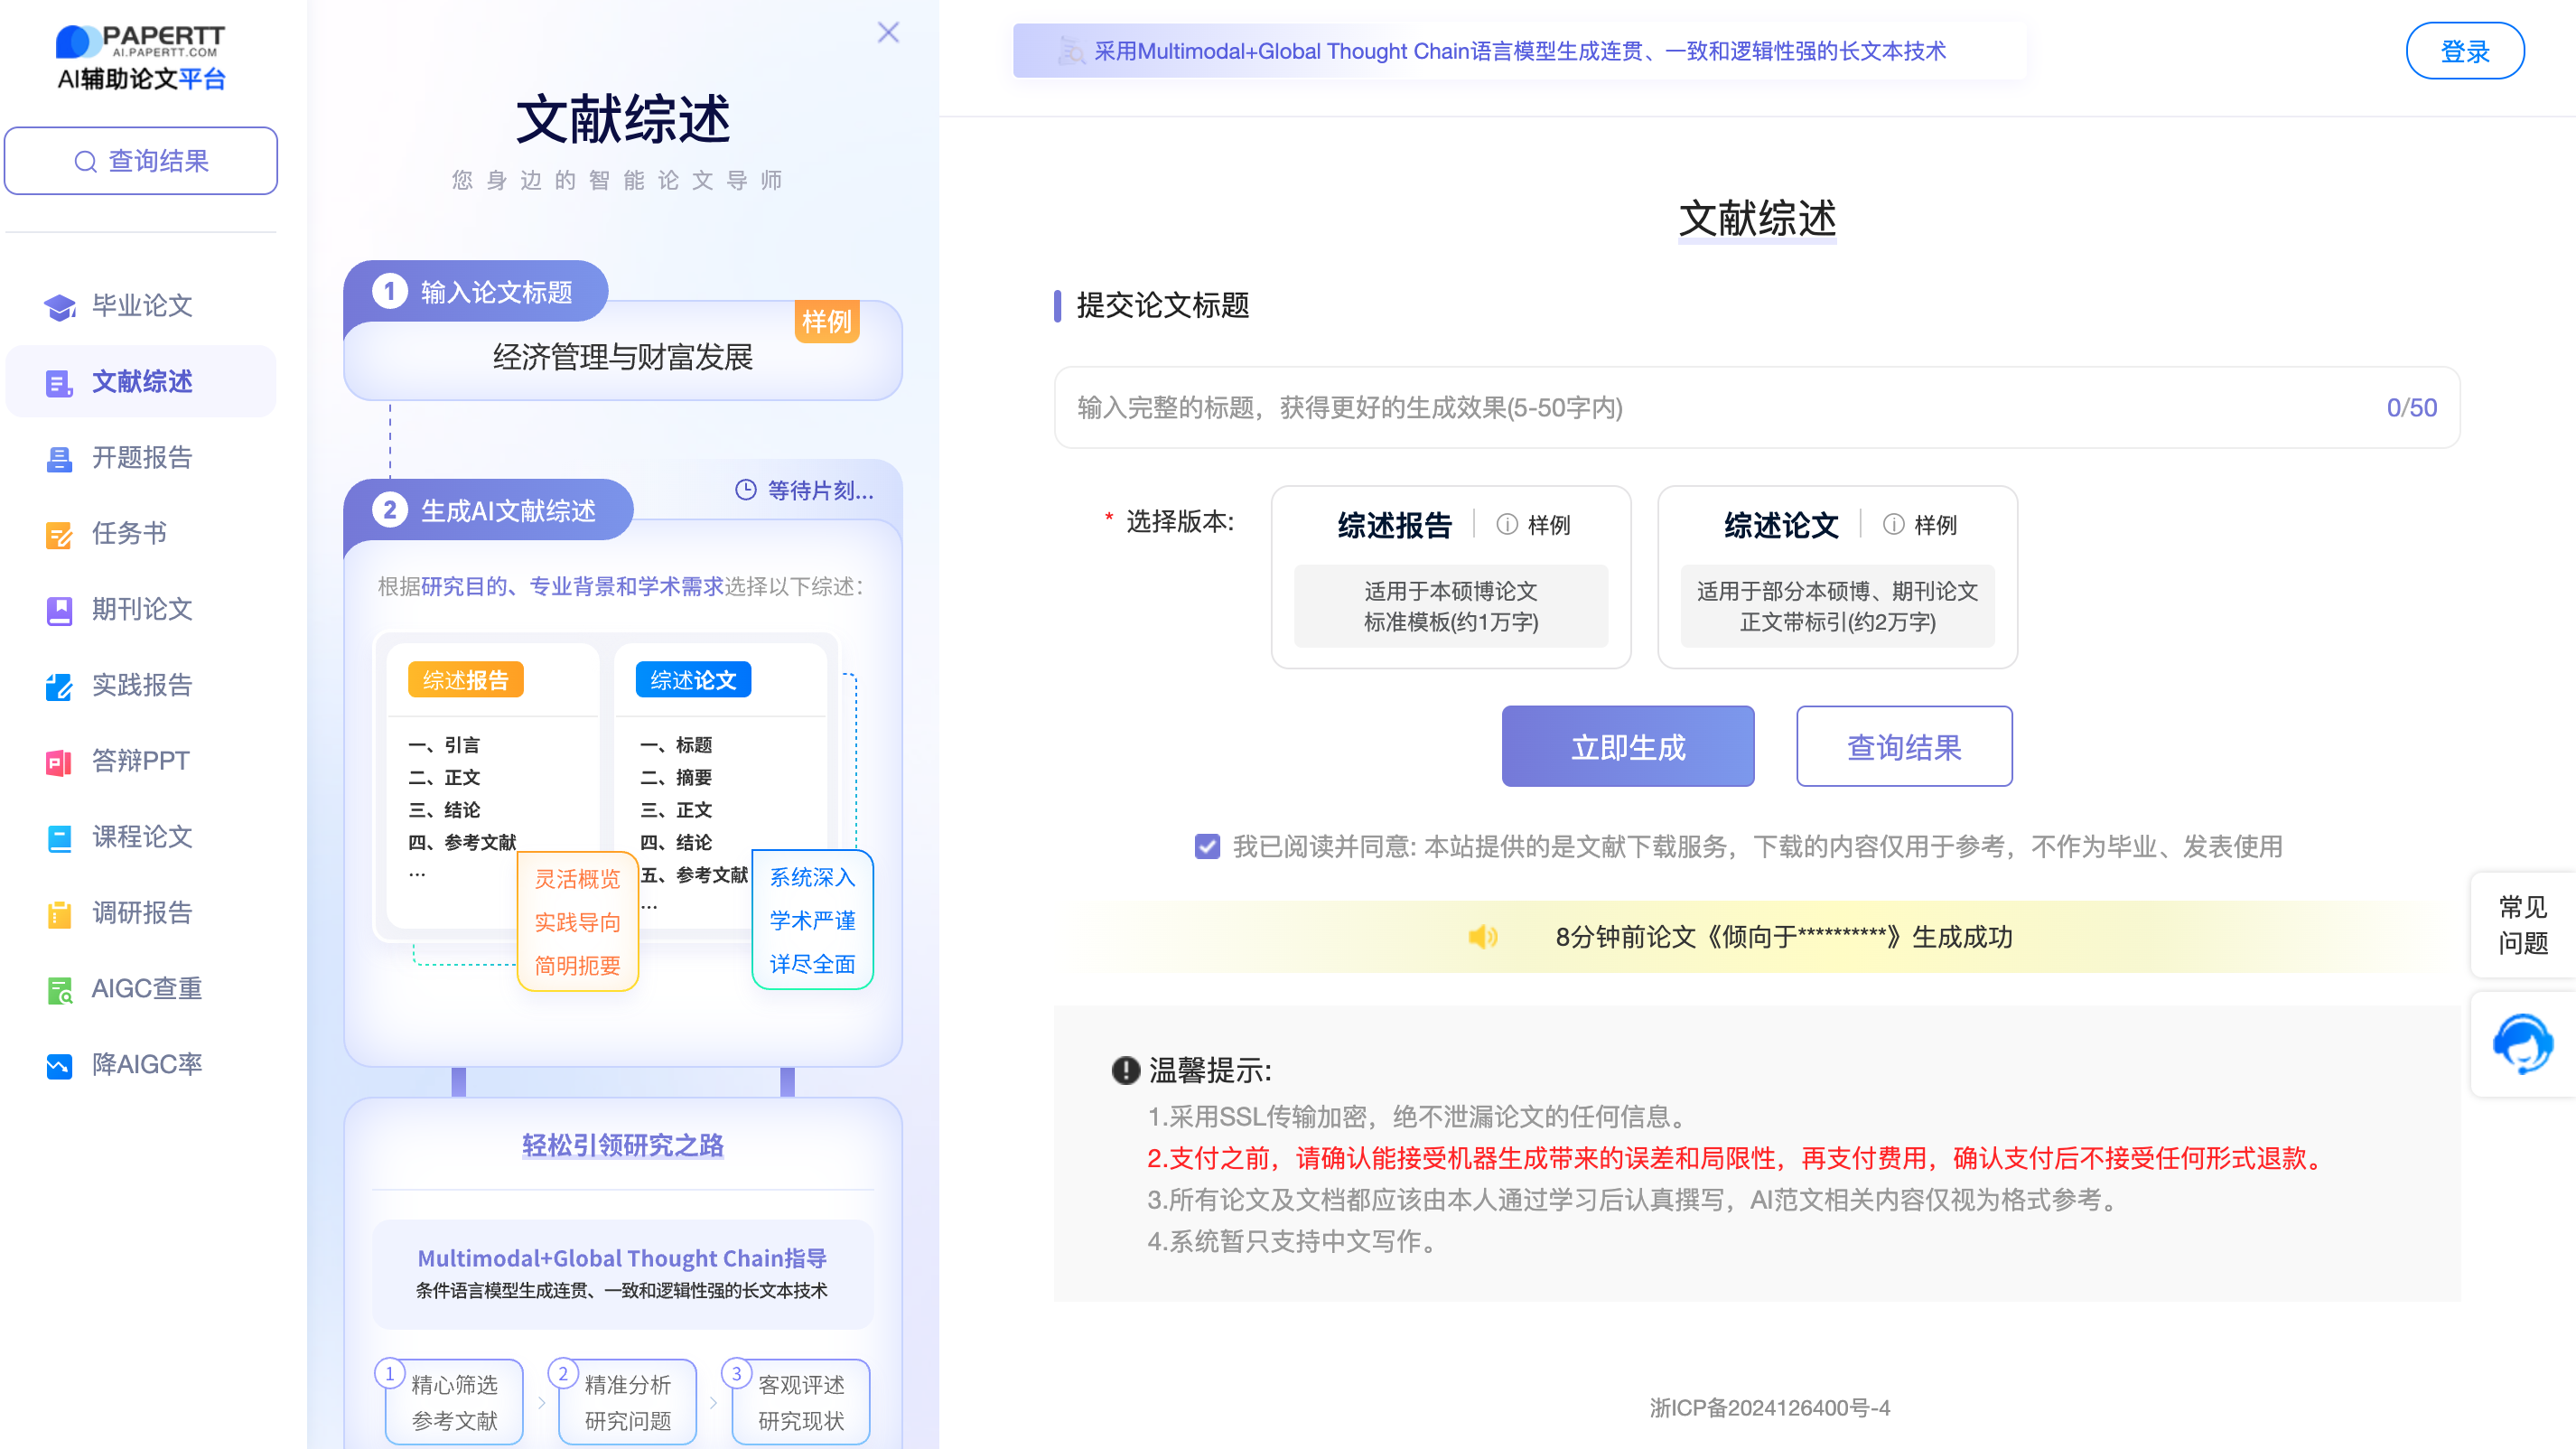 PAPERTT
AI.PAPERTT.COM
AI辅助论文平台
查询结果
毕业论文
文献综述
开题报告
任务书
期刊论文
实践报告
答辩PPT
课程论文
调研报告
AIGC查重
降AIGC率
文献综述
您身边的智能论文导师
1 输入论文标题
样例
经济管理与财富发展
2 生成AI文献综述
等待片刻...
根据研究目的、专业背景和学术需求选择以下综述：
综述报告
一、引言
二、正文
三、结论
四、参考文献
...
灵活概览
实践导向
简明扼要
综述论文
一、标题
二、摘要
三、正文
四、结论
五、参考文献
...
系统深入
学术严谨
详尽全面
轻松引领研究之路
Multimodal+Global Thought Chain指导
条件语言模型生成连贯、一致和逻辑性强的长文本技术
1 精心筛选
参考文献
2 精准分析
研究问题
3 客观评述
研究现状
采用Multimodal+Global Thought Chain语言模型生成连贯、一致和逻辑性强的长文本技术
登录
文献综述
提交论文标题
输入完整的标题，获得更好的生成效果(5-50字内)
0/50
* 选择版本:
综述报告 样例
适用于本硕博论文
标准模板(约1万字)
综述论文 样例
适用于部分本硕博、期刊论文
正文带标引(约2万字)
立即生成
查询结果
我已阅读并同意: 本站提供的是文献下载服务，下载的内容仅用于参考，不作为毕业、发表使用
8分钟前论文《倾向于**********》生成成功
温馨提示:
1.采用SSL传输加密，绝不泄漏论文的任何信息。
2.支付之前，请确认能接受机器生成带来的误差和局限性，再支付费用，确认支付后不接受任何形式退款。
3.所有论文及文档都应该由本人通过学习后认真撰写，AI范文相关内容仅视为格式参考。
4.系统暂只支持中文写作。
常见
问题
浙ICP备2024126400号-4